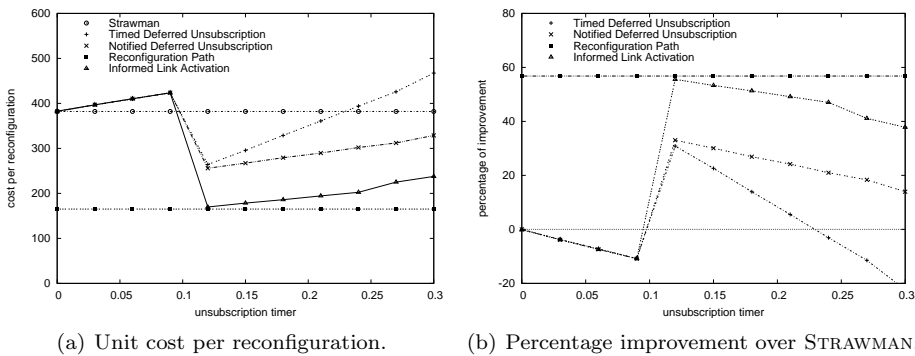 600
500
400
300
200
100
0
0
0.05
0.1
0.15
0.2
0.25
0.3
cost per reconfiguration
unsubscription timer
Strawman
Timed Deferred Unsubscription
Notified Deferred Unsubscription
Reconfiguration Path
Informed Link Activation
(a) Unit cost per reconfiguration.
80
60
40
20
0
-20
0
0.05
0.1
0.15
0.2
0.25
0.3
percentage of improvement
unsubscription timer
Timed Deferred Unsubscription
Notified Deferred Unsubscription
Reconfiguration Path
Informed Link Activation
(b) Percentage improvement over STRAWMAN